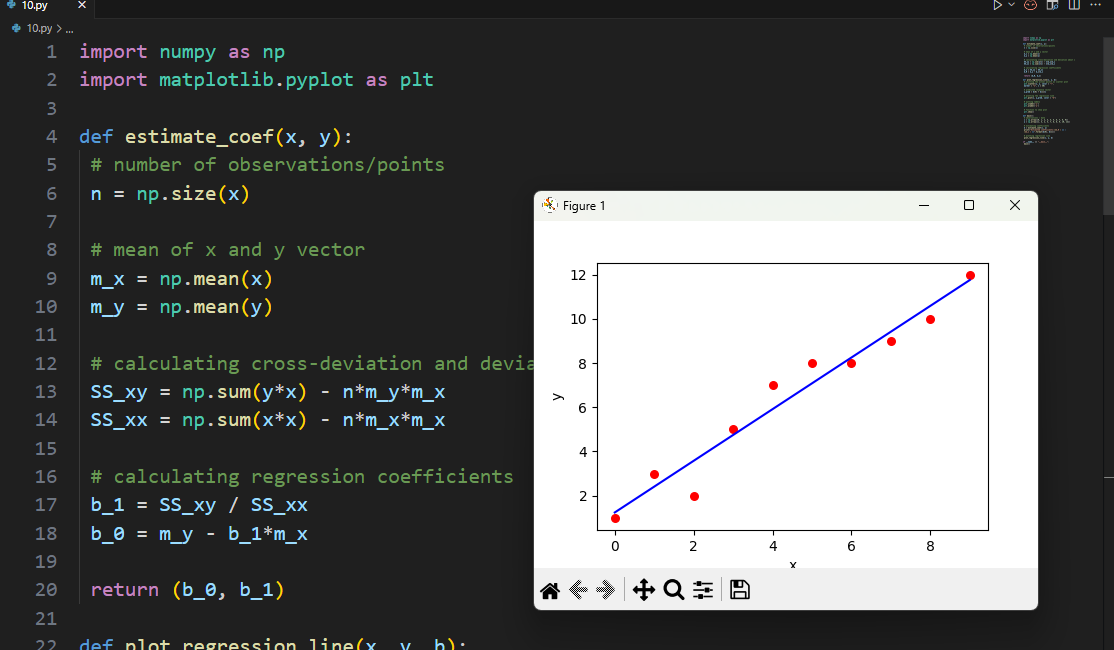 10.py
10.py > ...
1 import numpy as np
2 import matplotlib.pyplot as plt
3
4 def estimate_coef(x, y):
5 # number of observations/points
6 n = np.size(x)
7
8 # mean of x and y vector
9 m_x = np.mean(x)
10 m_y = np.mean(y)
11
12 # calculating cross-deviation and devia
13 SS_xy = np.sum(y*x) - n*m_y*m_x
14 SS_xx = np.sum(x*x) - n*m_x*m_x
15
16 # calculating regression coefficients
17 b_1 = SS_xy / SS_xx
18 b_0 = m_y - b_1*m_x
19
20 return (b_0, b_1)
21
22 def plot_regression_line(x, y, b):
Figure 1
12
10
8
6
4
2
y
0 2 4 6 8
x